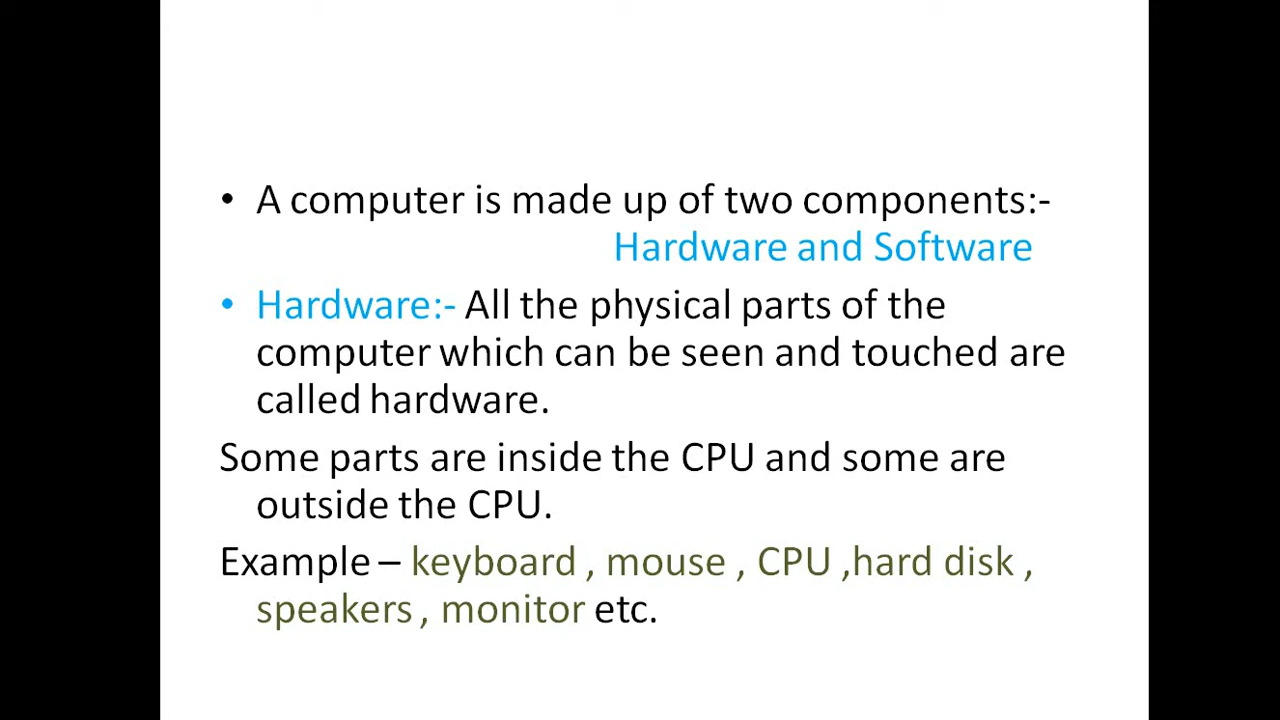 • A computer is made up of two components:-
Hardware and Software
• Hardware:- All the physical parts of the
computer which can be seen and touched are
called hardware.
Some parts are inside the CPU and some are
outside the CPU.
Example – keyboard , mouse , CPU ,hard disk ,
speakers , monitor etc.